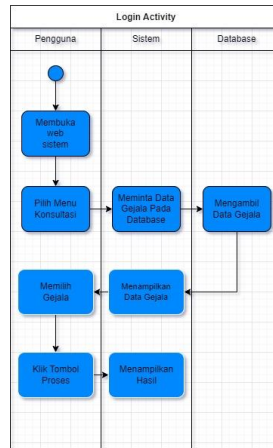 Login Activity
Pengguna
Sistem
Database
Membuka
web
sistem
Pilih Menu
Konsultasi
Meminta Data
Gejala Pada
Database
Mengambil
Data Gejala
Memilih
Gejala
Menampilkan
Data Gejala
Klik Tombol
Proses
Menampilkan
Hasil